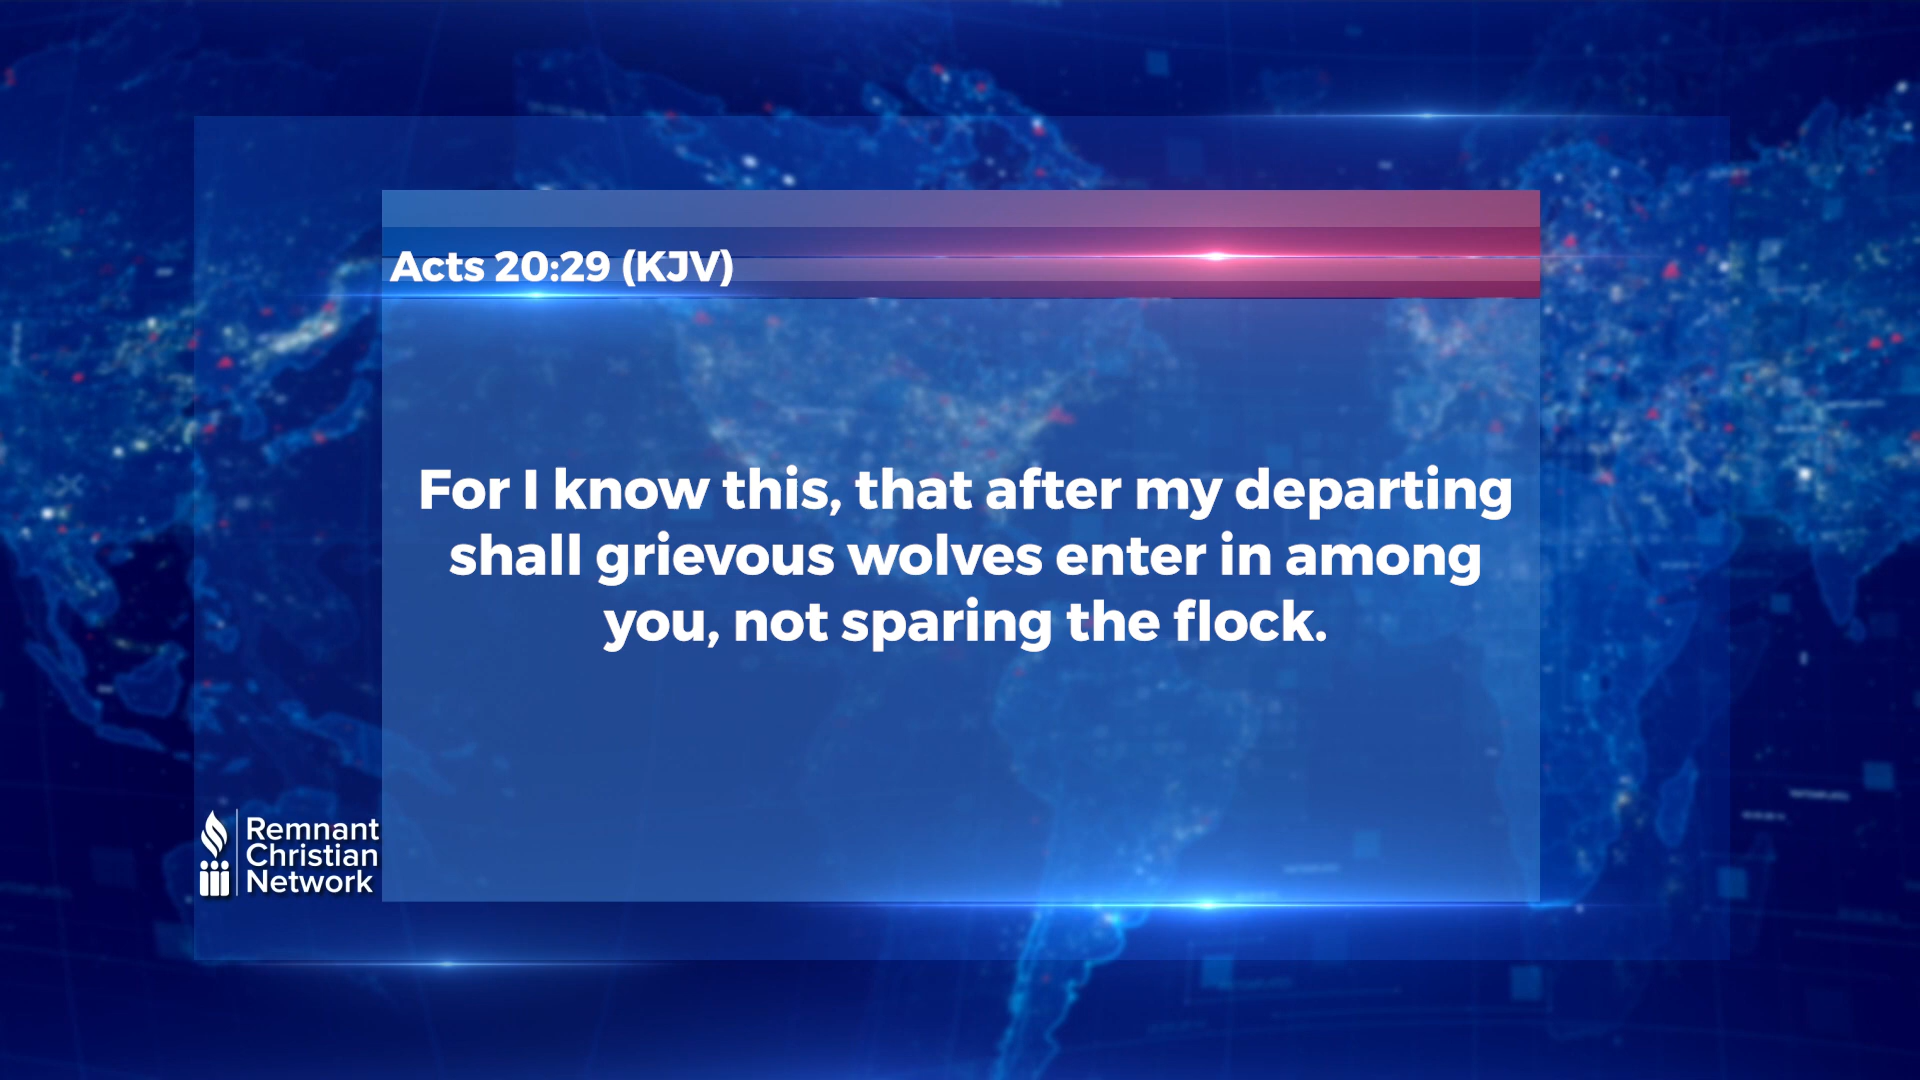 Acts 20:29 (KJV)
For I know this, that after my departing
shall grievous wolves enter in among
you, not sparing the flock.
Remnant
Christian
Network